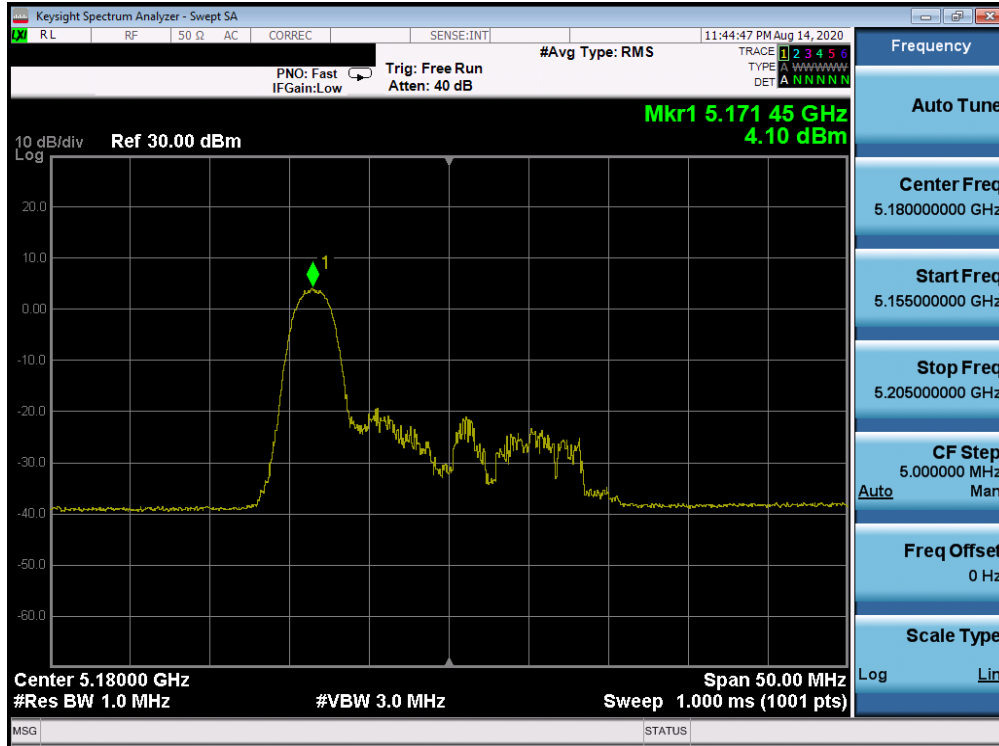 Keysight Spectrum Analyzer - Swept SA
LXI RL RF 50 Ω AC CORREC SENSE:INT 11:44:47 PM Aug 14, 2020
#Avg Type: RMS TRACE 1 2 3 4 5 6
PNO: Fast Trig: Free Run TYPE A WWWWW
IFGain:Low Atten: 40 dB DET A N N N N N
Mkr1 5.171 45 GHz
4.10 dBm
10 dB/div Ref 30.00 dBm
Log
20.0
10.0
1
0.00
-10.0
-20.0
-30.0
-40.0
-50.0
-60.0
Center 5.18000 GHz Span 50.00 MHz
#Res BW 1.0 MHz #VBW 3.0 MHz Sweep 1.000 ms (1001 pts)
MSG STATUS
Frequency
Auto Tune
Center Freq
5.180000000 GHz
Start Freq
5.155000000 GHz
Stop Freq
5.205000000 GHz
CF Step
5.000000 MHz
Auto Man
Freq Offset
0 Hz
Scale Type
Log Lin